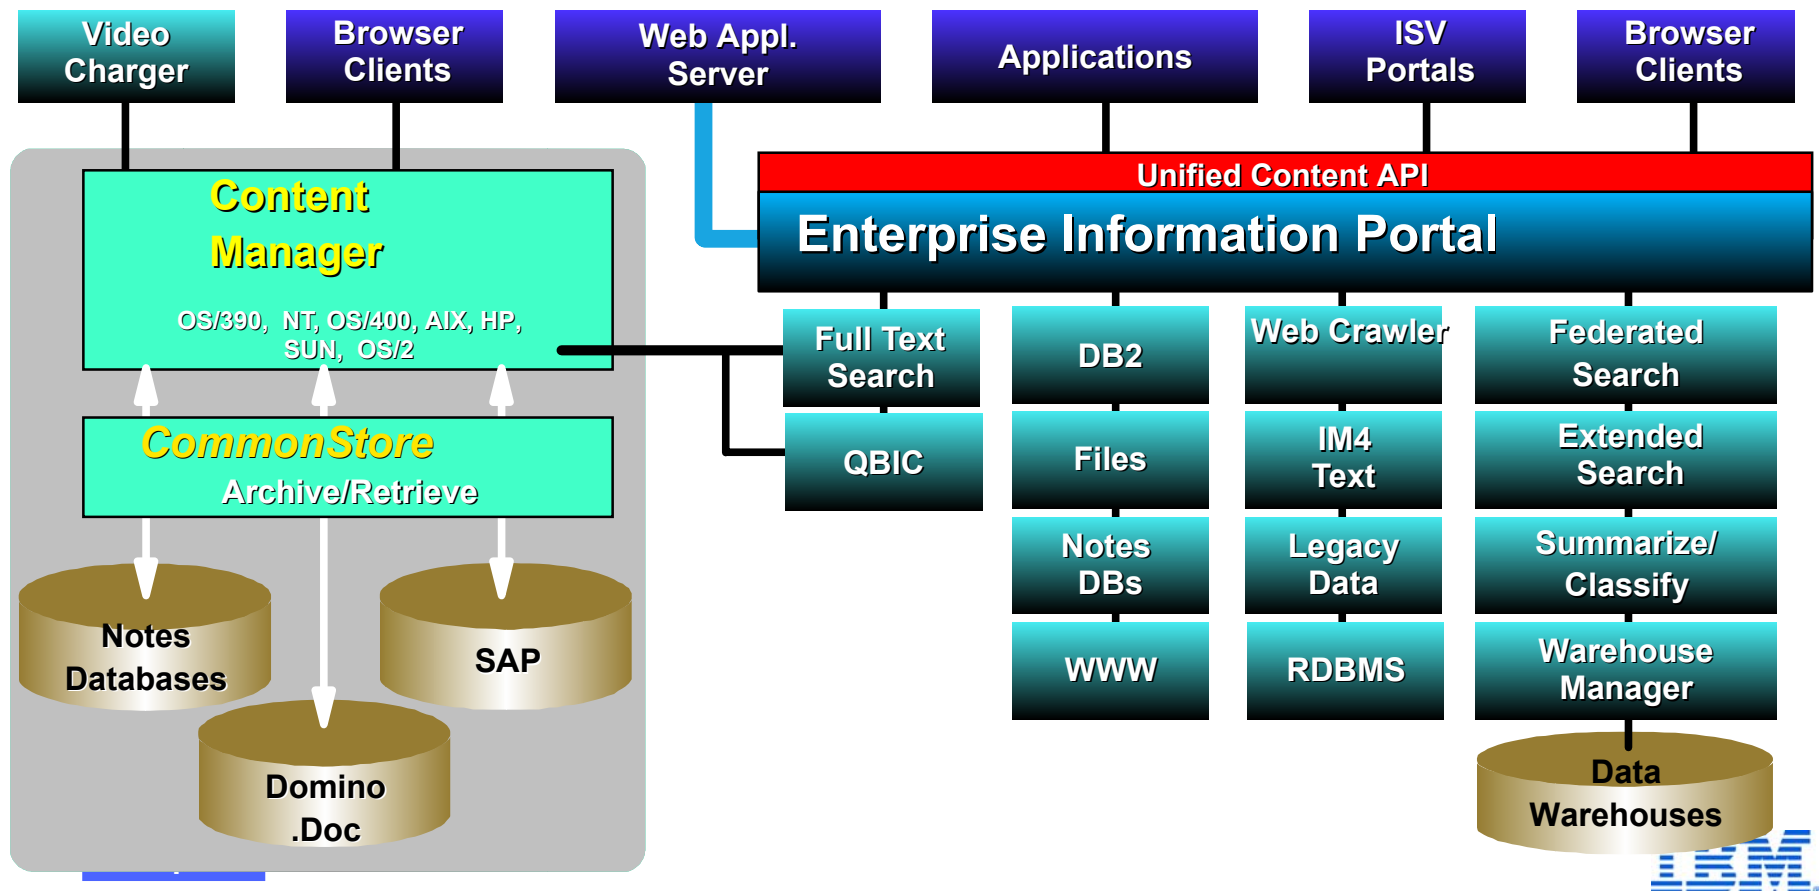 Video
Charger
Browser
Clients
Web Appl.
Server
Applications
ISV
Portals
Browser
Clients
Content
Manager
OS/390, NT, OS/400, AIX, HP,
SUN, OS/2
CommonStore
Archive/Retrieve
Notes
Databases
SAP
Domino
.Doc
Unified Content API
Enterprise Information Portal
Full Text
Search
QBIC
DB2
Files
Notes
DBs
WWW
Web Crawler
IM4
Text
Legacy
Data
RDBMS
Federated
Search
Extended
Search
Summarize/
Classify
Warehouse
Manager
Data
Warehouses
IBM